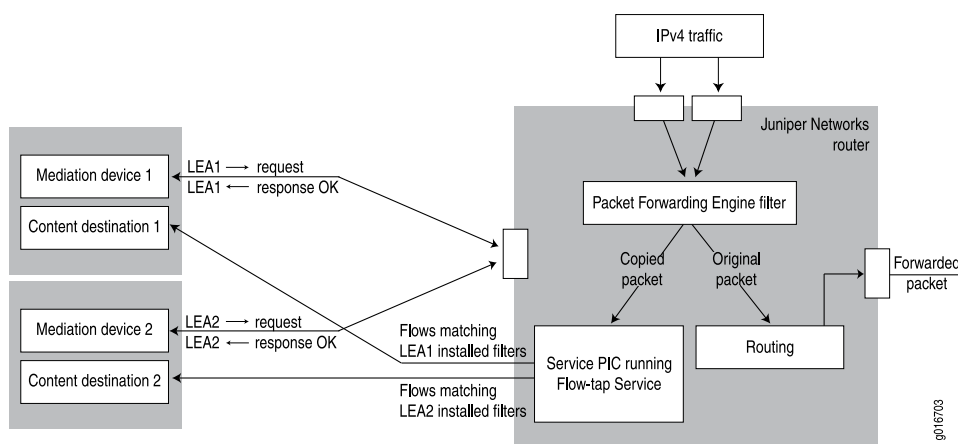 IPv4 traffic
Juniper Networks
router
LEA1 → request
LEA1 ← response OK
Mediation device 1
Content destination 1
Packet Forwarding Engine filter
Copied
packet
Original
packet
Forwarded
packet
LEA2 → request
LEA2 ← response OK
Mediation device 2
Content destination 2
Flows matching
LEA1 installed filters
Flows matching
LEA2 installed filters
Service PIC running
Flow-tap Service
Routing
g016703